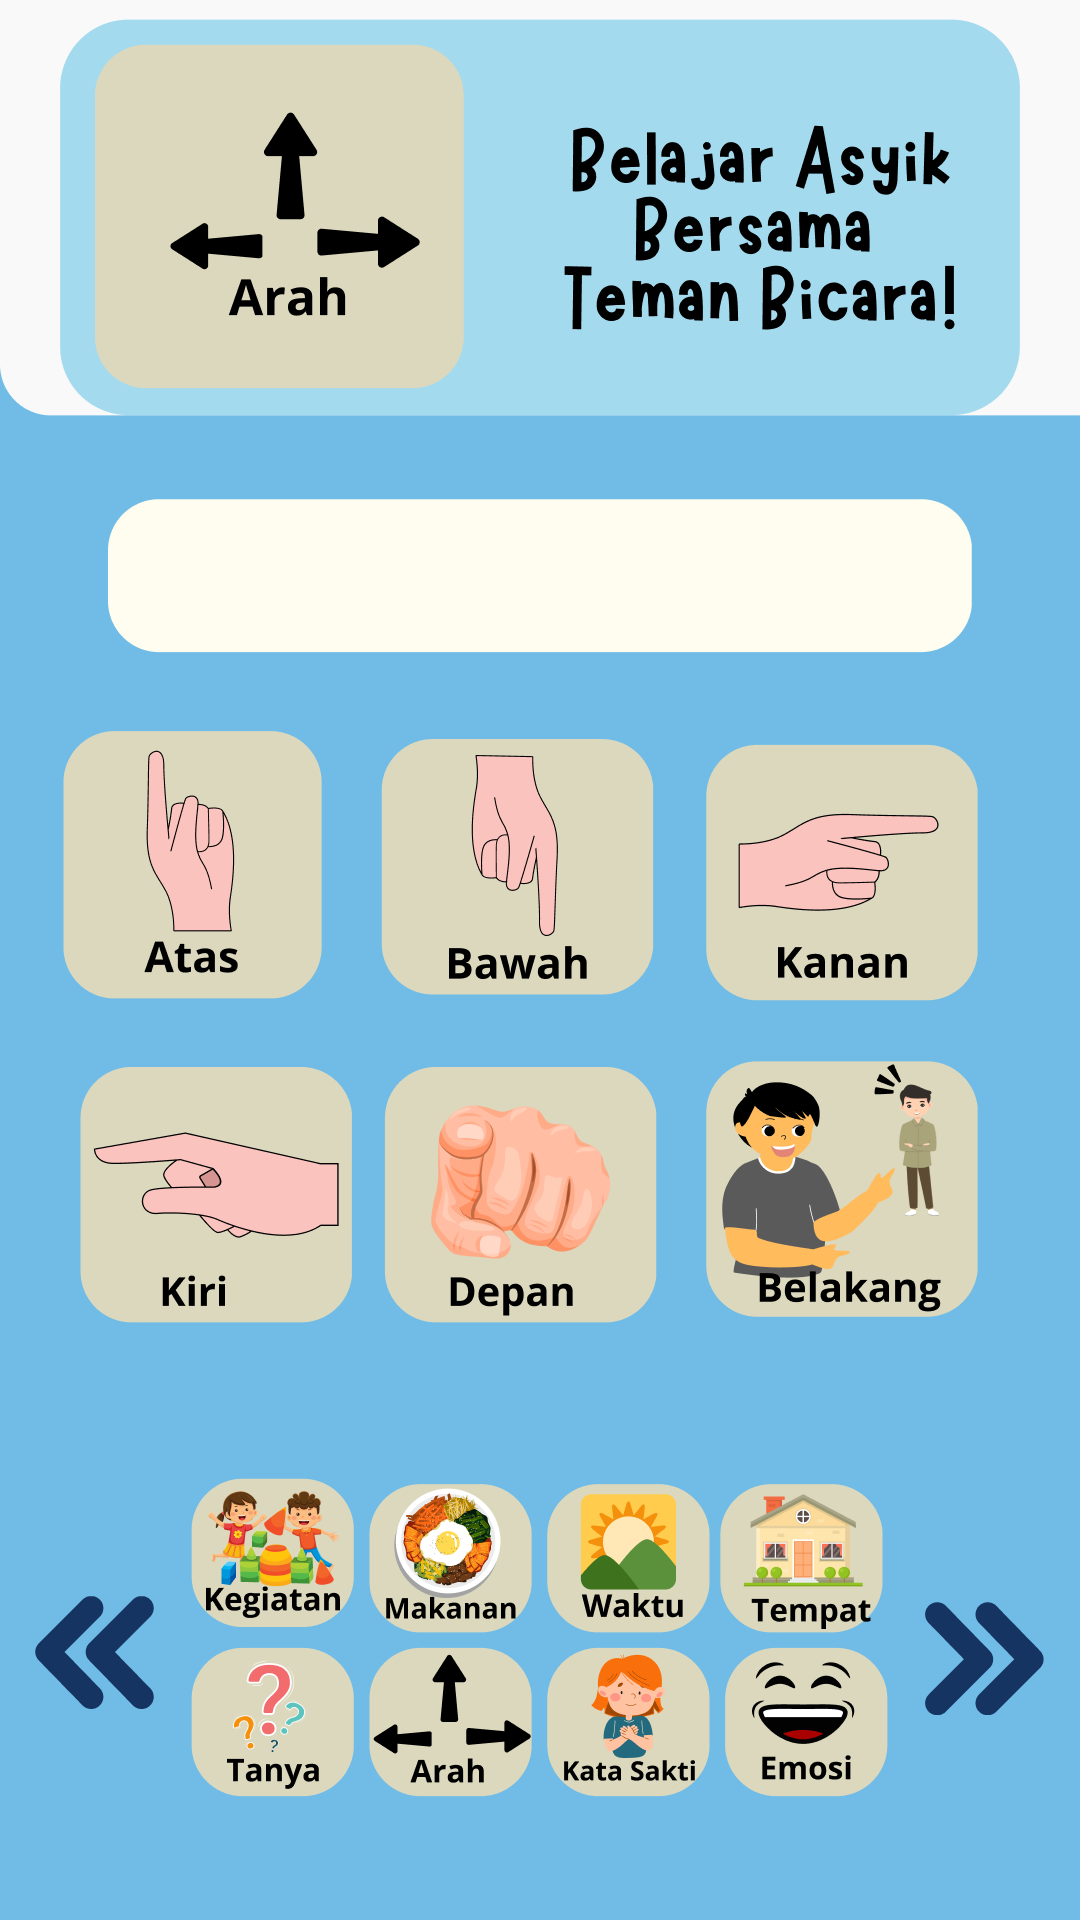 Arah
Belajar Asyik
Bersama
Teman Bicara!
Atas
Bawah
Kanan
Kiri
Depan
Belakang
Kegiatan
Makanan
Waktu
Tempat
Tanya
Arah
Kata Sakti
Emosi